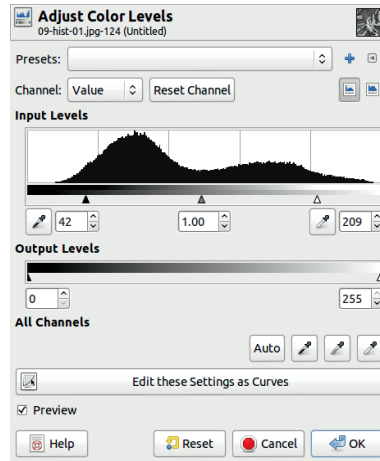 Adjust Color Levels
09-hist-01.jpg-124 (Untitled)
Presets:
Channel: Value Reset Channel
Input Levels
42 1.00 209
Output Levels
0 255
All Channels
Auto
Edit these Settings as Curves
Preview
Help Reset Cancel OK